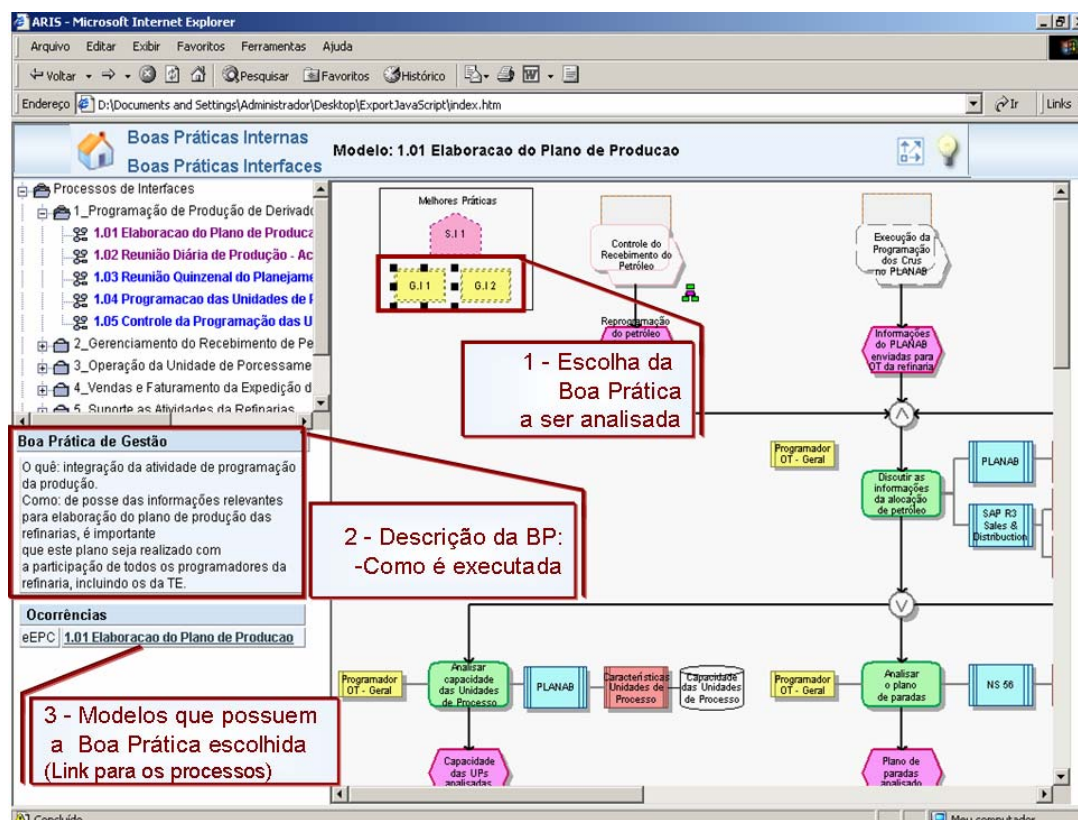 ARIS - Microsoft Internet Explorer
Arquivo Editar Exibir Favoritos Ferramentas Ajuda
Voltar Pesquisar Favoritos Histórico
Endereço D:\Documents and Settings\Administrador\Desktop\ExportJavaScript\index.htm Ir Links
Boas Práticas Internas
Boas Práticas Interfaces
Modelo: 1.01 Elaboracao do Plano de Producao
Processos de Interfaces
1_Programação de Produção de Derivado
1.01 Elaboracao do Plano de Produca
1.02 Reunião Diária de Produção - Ac
1.03 Reunião Quinzenal do Planejame
1.04 Programacao das Unidades de P
1.05 Controle da Programação das U
2_Gerenciamento do Recebimento de Pe
3_Operação da Unidade de Porcessame
4_Vendas e Faturamento da Expedição d
5_Suporte as Atividades da Refinarias
Boa Prática de Gestão
O quê: integração da atividade de programação
da produção.
Como: de posse das informações relevantes
para elaboração do plano de produção das
refinarias, é importante
que este plano seja realizado com
a participação de todos os programadores da
refinaria, incluindo os da TE.
Ocorrências
eEPC 1.01 Elaboracao do Plano de Producao
3 - Modelos que possuem
a Boa Prática escolhida
(Link para os processos)
Melhores Práticas
S.I 1
G.I 1
G.I 2
Controle do
Recebimento do
Petróleo
Reprogramação
do petróleo
Execução da
Programação
dos Crus
no PLANAB
Informações
do PLANAB
enviadas para
OT da refinaria
1 - Escolha da
Boa Prática
a ser analisada
2 - Descrição da BP:
-Como é executada
Programador
OT - Geral
Discutir as
informações
da alocação
de petróleo
PLANAB
SAP R3
Sales &
Distribuction
Programador
OT - Geral
Analisar
capacidade
das Unidades
de Processo
PLANAB
Características
Unidades de
Processo
Capacidade
das Unidades
de Processo
Programador
OT - Geral
Analisar
o plano
de paradas
NS 56
Capacidade
das UPs
analisadas
Plano de
paradas
analisado
Concluído
Meu computador